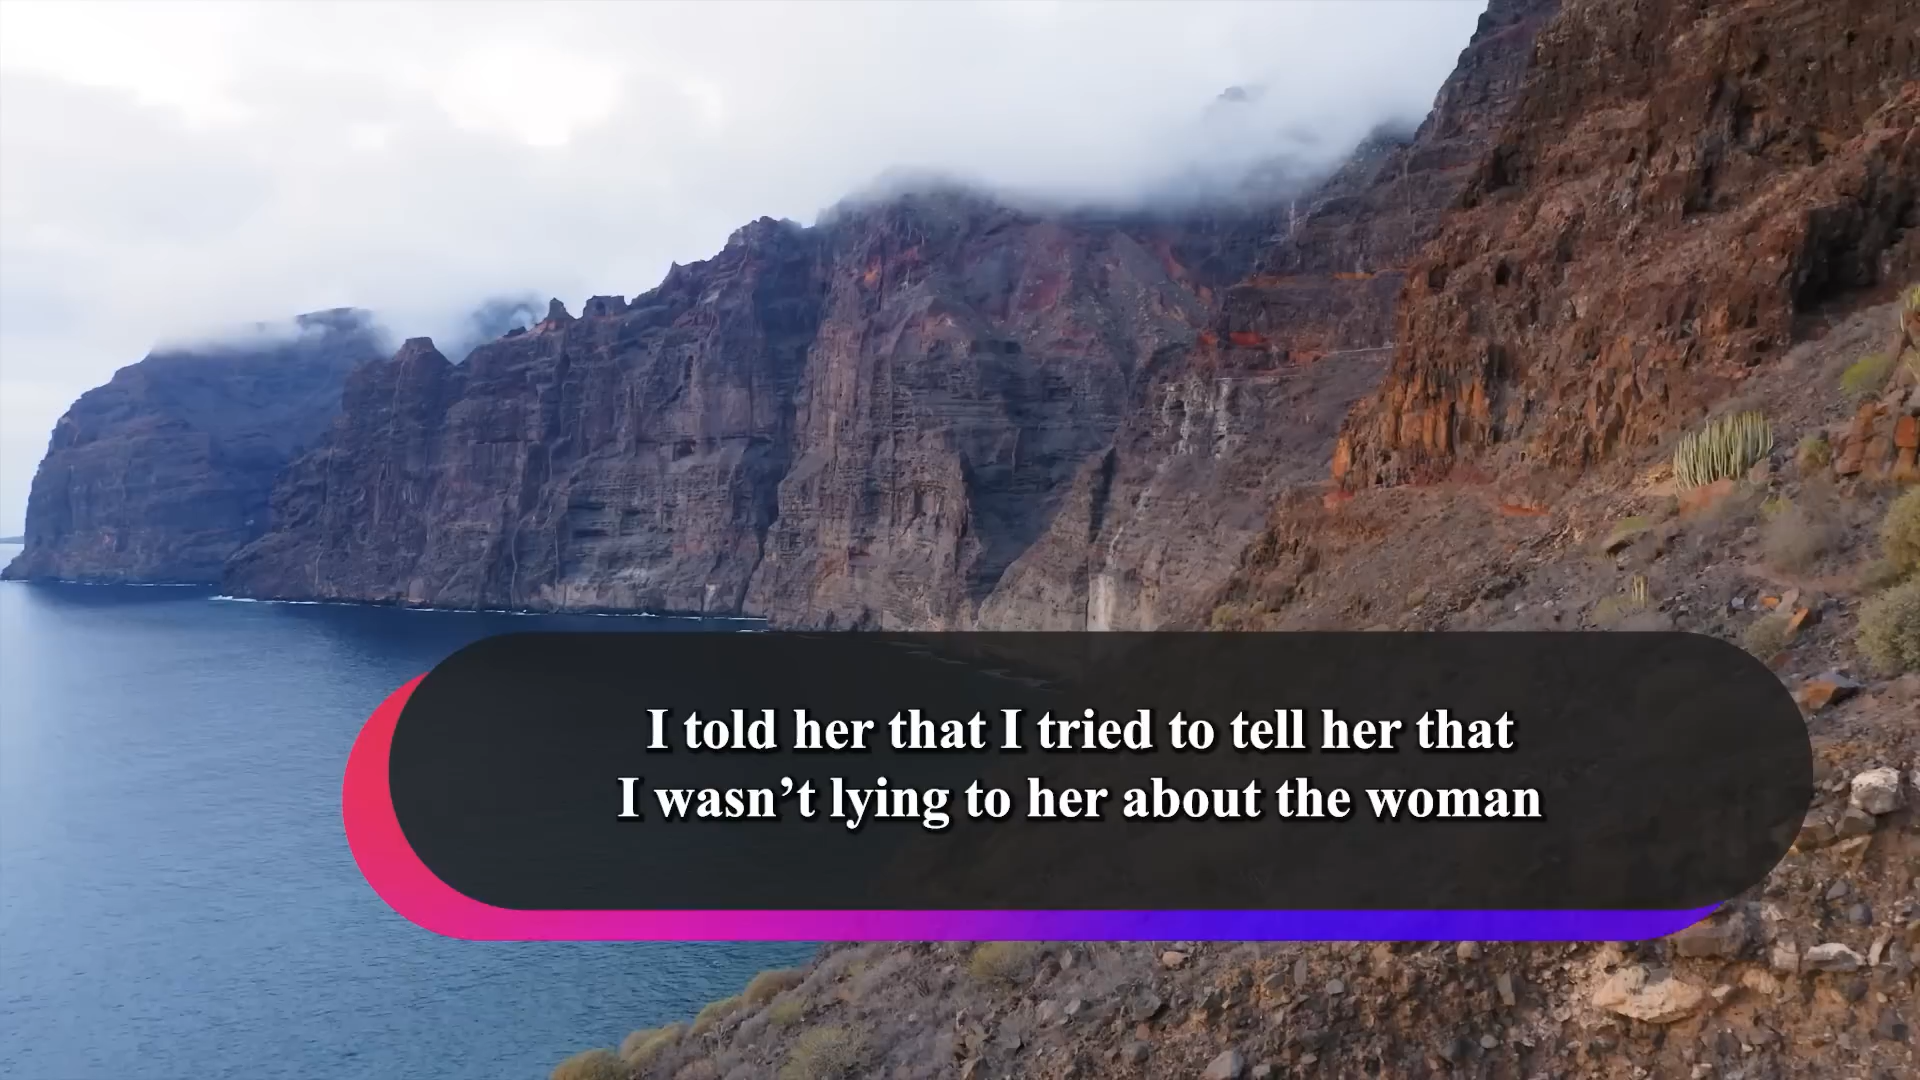 I told her that I tried to tell her that
I wasn’t lying to her about the woman